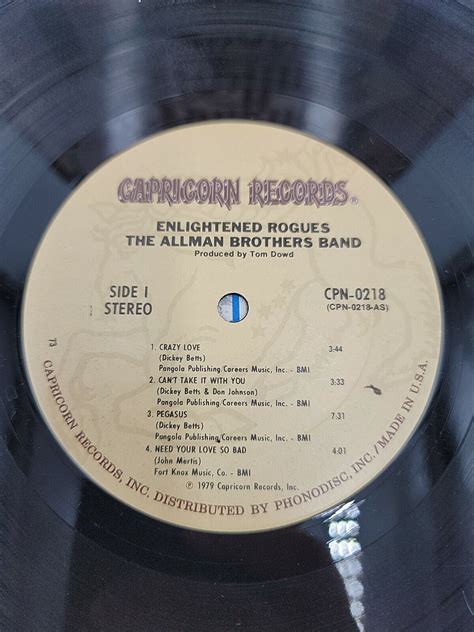 CAPRICORN RECORDS®
ENLIGHTENED ROGUES
THE ALLMAN BROTHERS BAND
Produced by Tom Dowd
SIDE I
STEREO
CPN-0218
(CPN-0218-AS)
1. CRAZY LOVE 3:44
(Dickey Betts)
Pangola Publishing/Careers Music, Inc. - BMI
2. CAN'T TAKE IT WITH YOU 3:33
(Dickey Betts & Don Johnson)
Pangola Publishing/Careers Music, Inc. - BMI
3. PEGASUS 7:31
(Dickey Betts)
Pangola Publishing/Careers Music, Inc. - BMI
4. NEED YOUR LOVE SO BAD 4:01
(John Mertis)
Fort Knox Music, Co. - BMI
℗ 1979 Capricorn Records, Inc.
73
CAPRICORN RECORDS, INC. DISTRIBUTED BY PHONODISC, INC./MADE IN U.S.A.